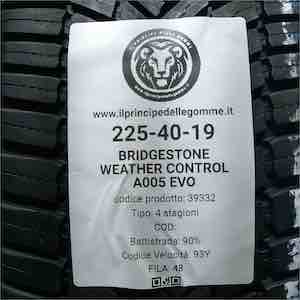 www.ilprincipedellegomme.it
225-40-19
BRIDGESTONE
WEATHER CONTROL
A005 EVO
codice prodotto: 39332
Tipo: 4 stagioni
COD:
Battistrada: 90%
Codice Velocità: 93Y
FILA: 43